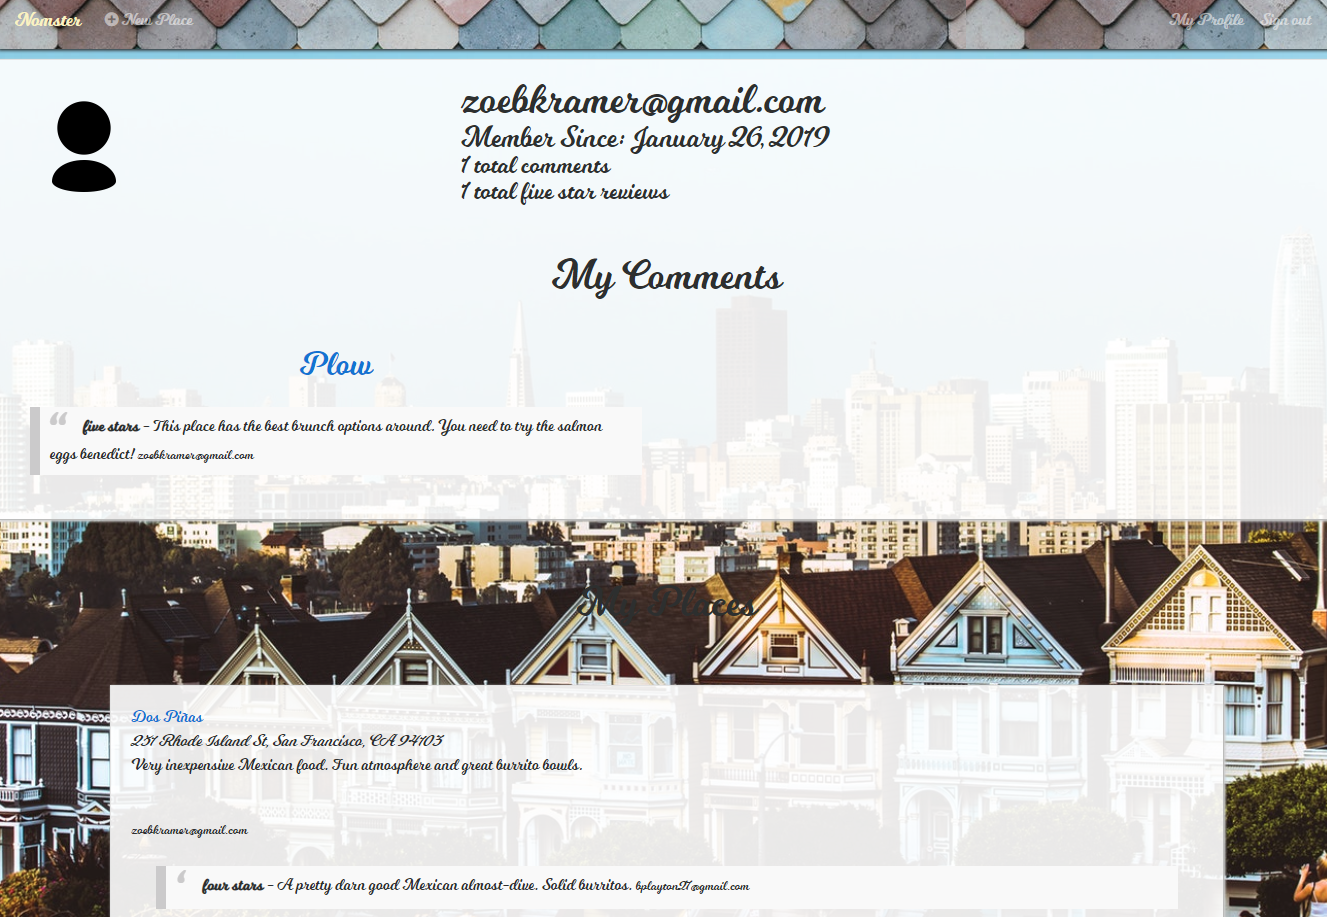 Nomster New Place My Profile Sign out
zoebkramer@gmail.com
Member Since: January 26, 2019
1 total comments
1 total five star reviews
My Comments
Plow
“ five stars - This place has the best brunch options around. You need to try the salmon
eggs benedict! zoebkramer@gmail.com
My Places
Dos Piñas
251 Rhode Island St, San Francisco, CA 94103
Very inexpensive Mexican food. Fun atmosphere and great burrito bowls.
zoebkramer@gmail.com
‘ four stars - A pretty darn good Mexican almost-dive. Solid burritos. bplayton27@gmail.com